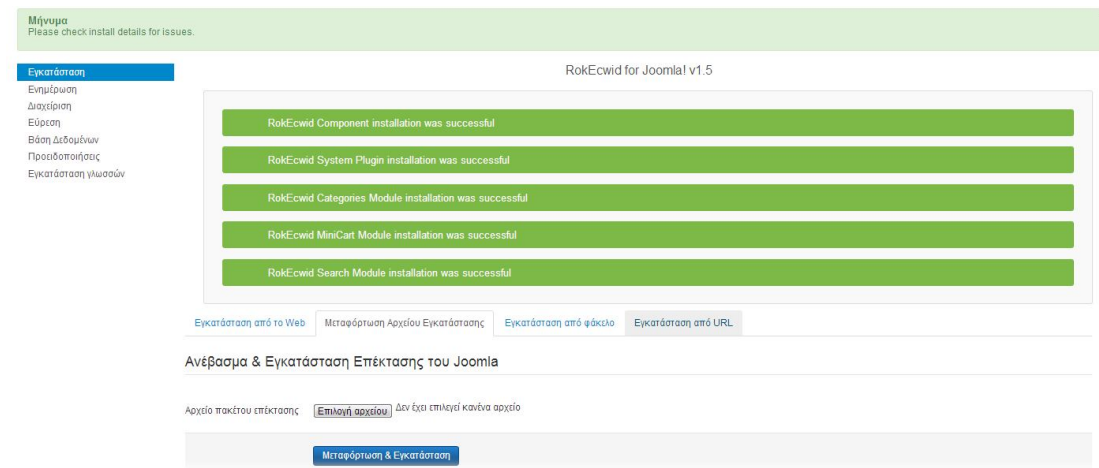 Μήνυμα
Please check install details for issues.
Εγκατάσταση
Ενημέρωση
Διαχείριση
Εύρεση
Βάση Δεδομένων
Προειδοποιήσεις
Εγκατάσταση γλωσσών
RokEcwid for Joomla! v1.5
RokEcwid Component installation was successful
RokEcwid System Plugin installation was successful
RokEcwid Categories Module installation was successful
RokEcwid MiniCart Module installation was successful
RokEcwid Search Module installation was successful
Εγκατάσταση από το Web Μεταφόρτωση Αρχείου Εγκατάστασης Εγκατάσταση από φάκελο Εγκατάσταση από URL
Ανέβασμα & Εγκατάσταση Επέκτασης του Joomla
Αρχείο πακέτου επέκτασης Επιλογή αρχείου Δεν έχει επιλεγεί κανένα αρχείο
Μεταφόρτωση & Εγκατάσταση